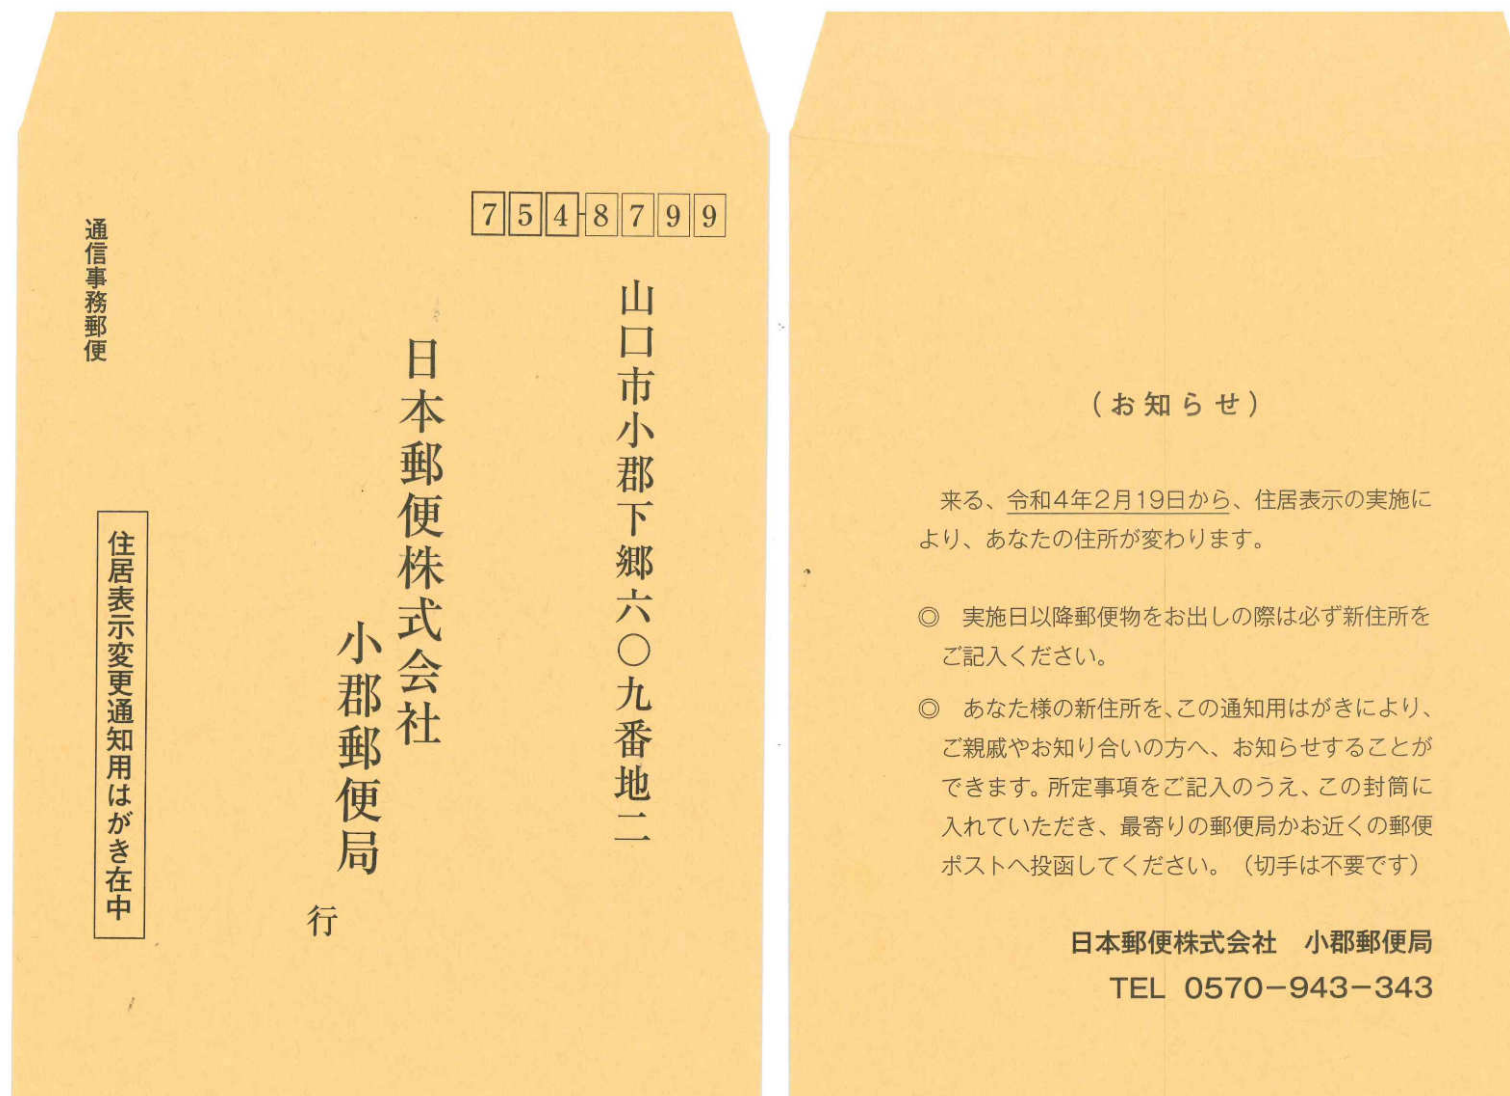 754-8799
山口市小郡下郷六〇九番地二
日本郵便株式会社
小郡郵便局
行
通信事務郵便
住居表示変更通知用はがき在中
（お知らせ）
来る、令和4年2月19日から、住居表示の実施に
より、あなたの住所が変わります。
◎　実施日以降郵便物をお出しの際は必ず新住所を
ご記入ください。
◎　あなた様の新住所を、この通知用はがきにより、
ご親戚やお知り合いの方へ、お知らせすることが
できます。所定事項をご記入のうえ、この封筒に
入れていただき、最寄りの郵便局かお近くの郵便
ポストへ投函してください。（切手は不要です）
日本郵便株式会社　小郡郵便局
TEL 0570－943－343